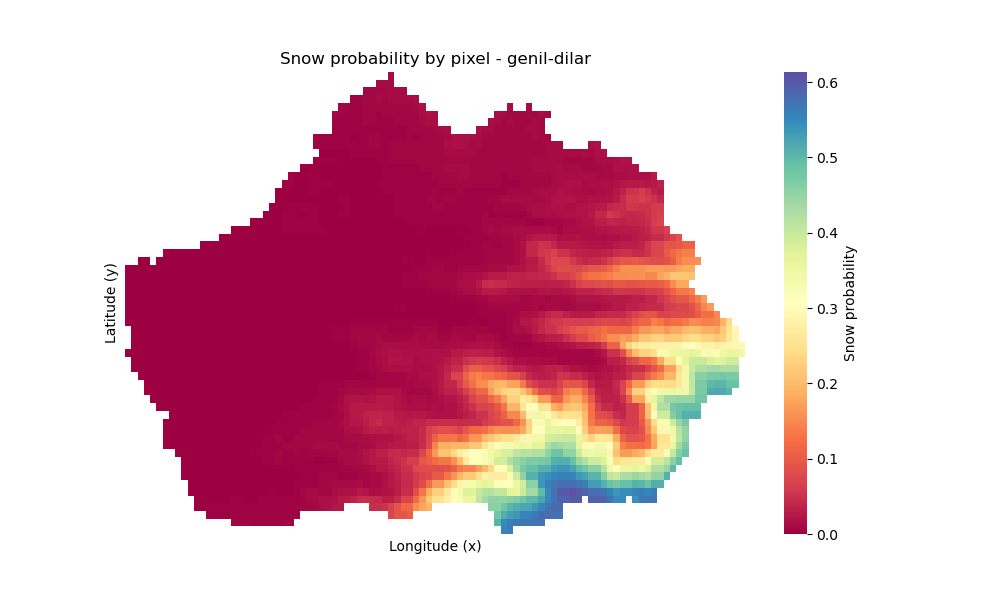 Snow probability by pixel - genil-dilar
Latitude (y)
Longitude (x)
0.6
0.5
0.4
0.3
0.2
0.1
0.0
Snow probability